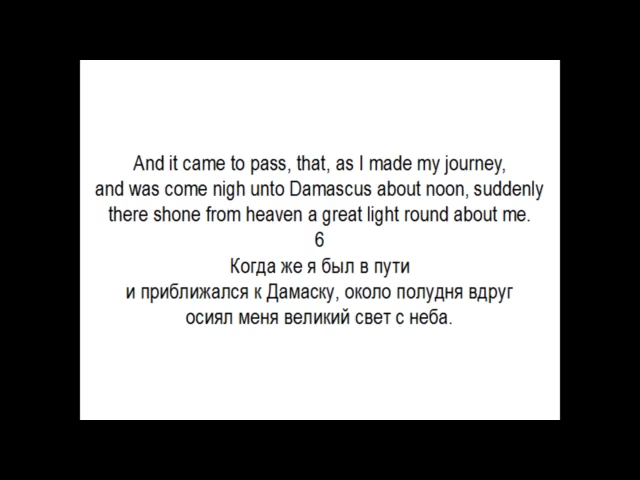 And it came to pass, that, as I made my journey,
and was come nigh unto Damascus about noon, suddenly
there shone from heaven a great light round about me.
6
Когда же я был в пути
и приближался к Дамаску, около полудня вдруг
осиял меня великий свет с неба.